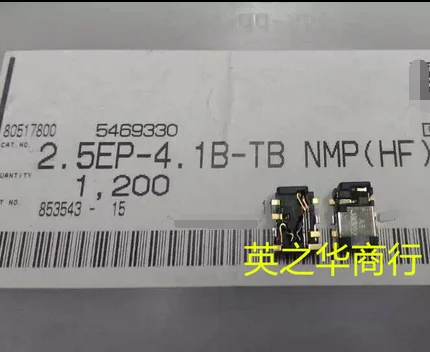 80517800 5469330
CAT.NO. 2.5EP-4.1B-TB NMP(HF)
QUANTITY 1,200
853543 - 15
英之华商行